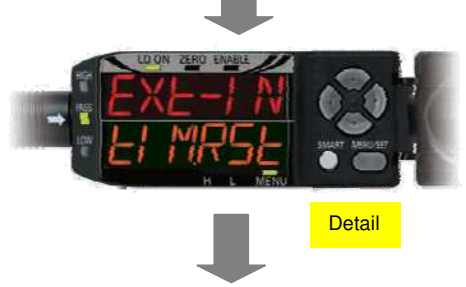 LD ON ZERO ENABLE
HIGH
EXt-IN
PASS
tIMRSt
LOW
SMART MENU/SET
H L MENU
Detail